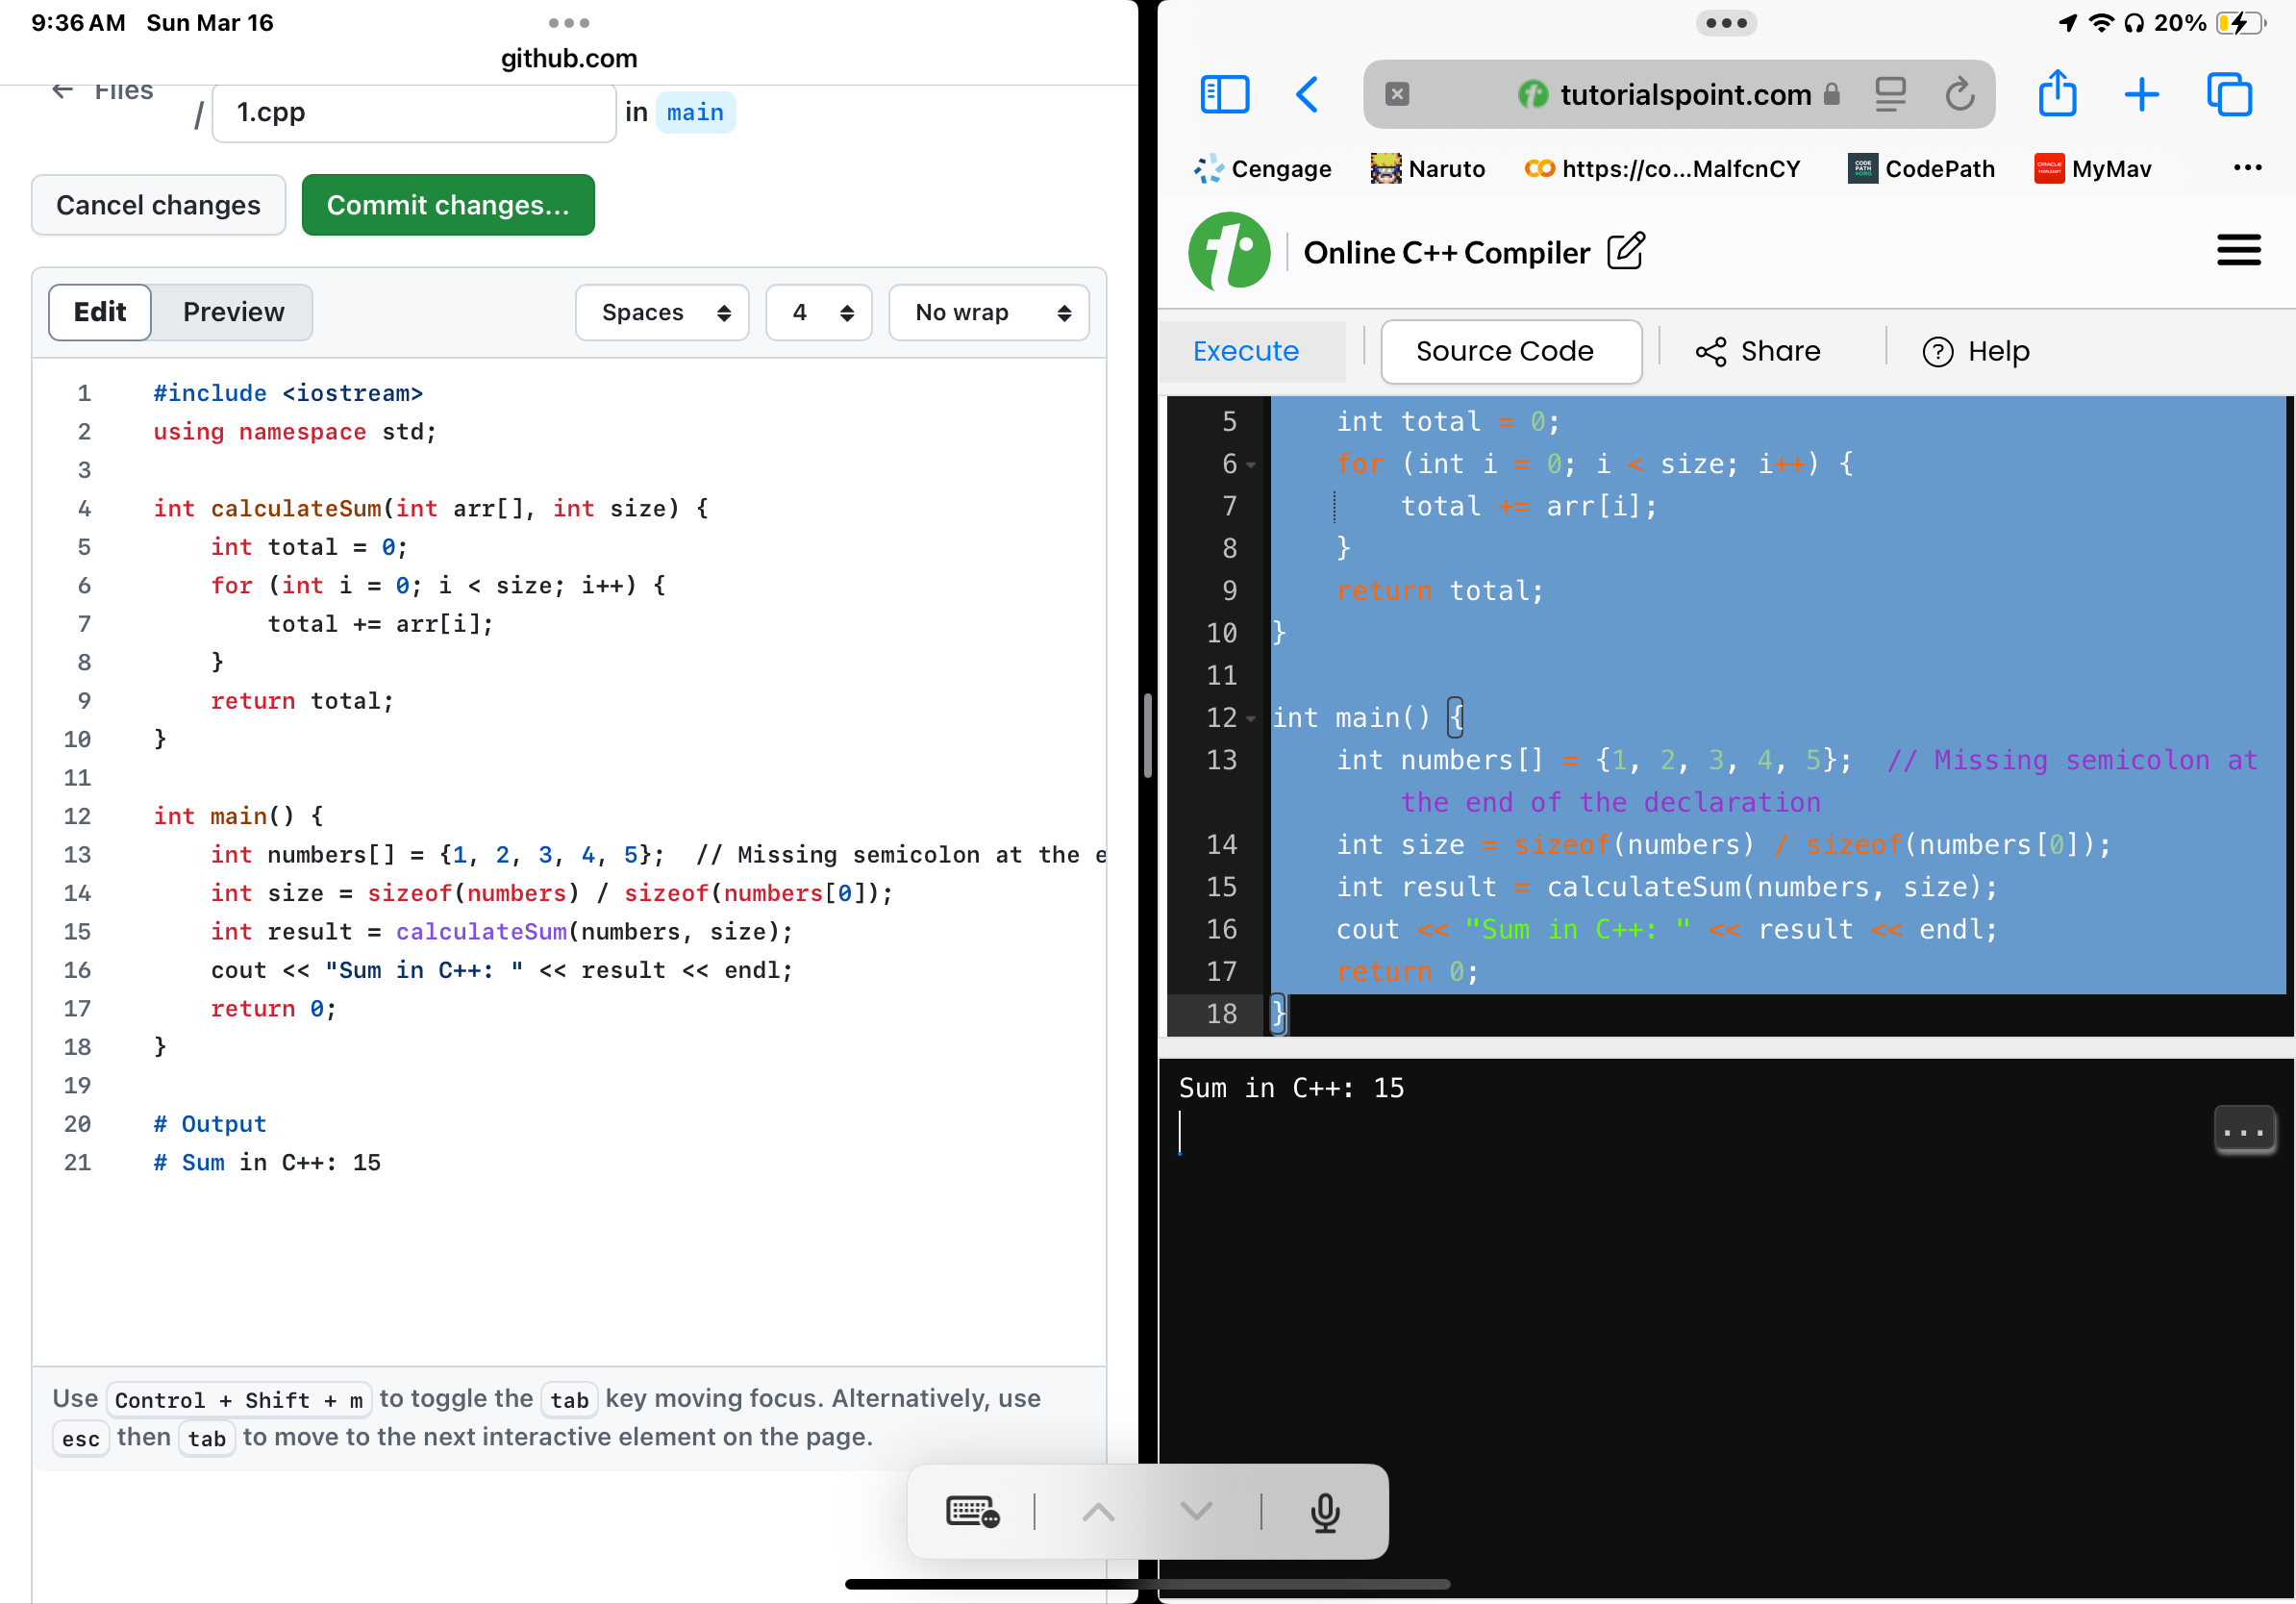 9:36 AM Sun Mar 16
github.com
Files
/ 1.cpp in main
Cancel changes Commit changes...
Edit Preview Spaces 4 No wrap
1 #include <iostream>
2 using namespace std;
3
4 int calculateSum(int arr[], int size) {
5 int total = 0;
6 for (int i = 0; i < size; i++) {
7 total += arr[i];
8 }
9 return total;
10 }
11
12 int main() {
13 int numbers[] = {1, 2, 3, 4, 5}; // Missing semicolon at the e
14 int size = sizeof(numbers) / sizeof(numbers[0]);
15 int result = calculateSum(numbers, size);
16 cout << "Sum in C++: " << result << endl;
17 return 0;
18 }
19
20 # Output
21 # Sum in C++: 15
Use Control + Shift + m to toggle the tab key moving focus. Alternatively, use
esc then tab to move to the next interactive element on the page.
20%
tutorialspoint.com
Cengage Naruto https://co...MalfcnCY CodePath MyMav
Online C++ Compiler
Execute Source Code Share Help
5 int total = 0;
6 for (int i = 0; i < size; i++) {
7 total += arr[i];
8 }
9 return total;
10 }
11
12 int main() {
13 int numbers[] = {1, 2, 3, 4, 5}; // Missing semicolon at
the end of the declaration
14 int size = sizeof(numbers) / sizeof(numbers[0]);
15 int result = calculateSum(numbers, size);
16 cout << "Sum in C++: " << result << endl;
17 return 0;
18 }
Sum in C++: 15
...